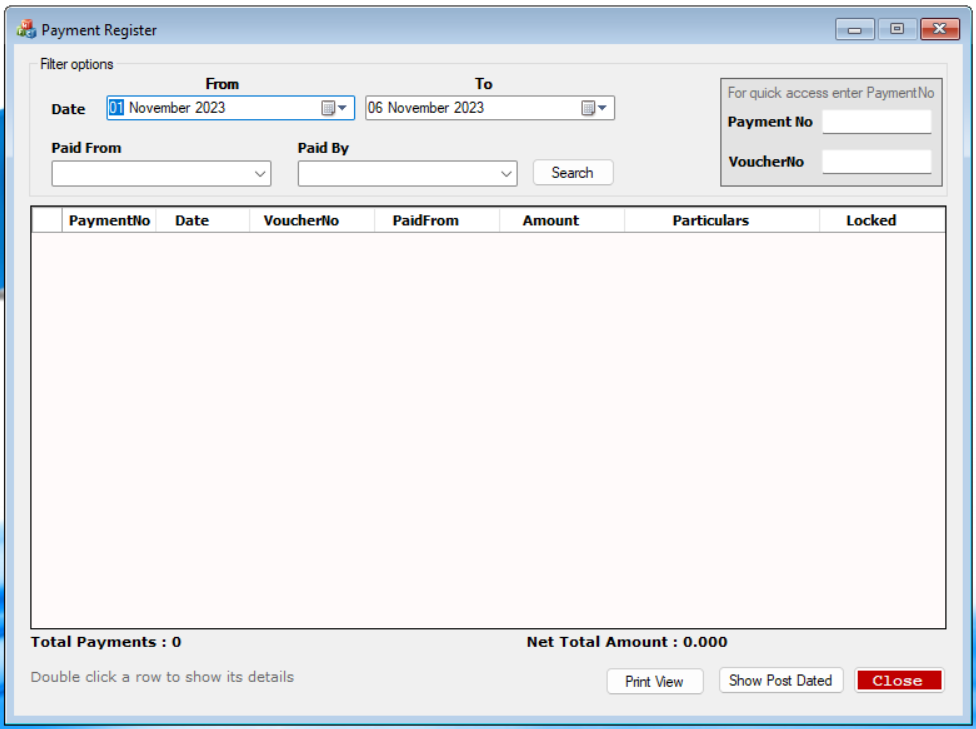 Payment Register
Filter options
From To
Date 01 November 2023 06 November 2023
For quick access enter PaymentNo
Payment No
Paid From Paid By
VoucherNo
Search
PaymentNo Date VoucherNo PaidFrom Amount Particulars Locked
Total Payments : 0 Net Total Amount : 0.000
Double click a row to show its details
Print View Show Post Dated Close